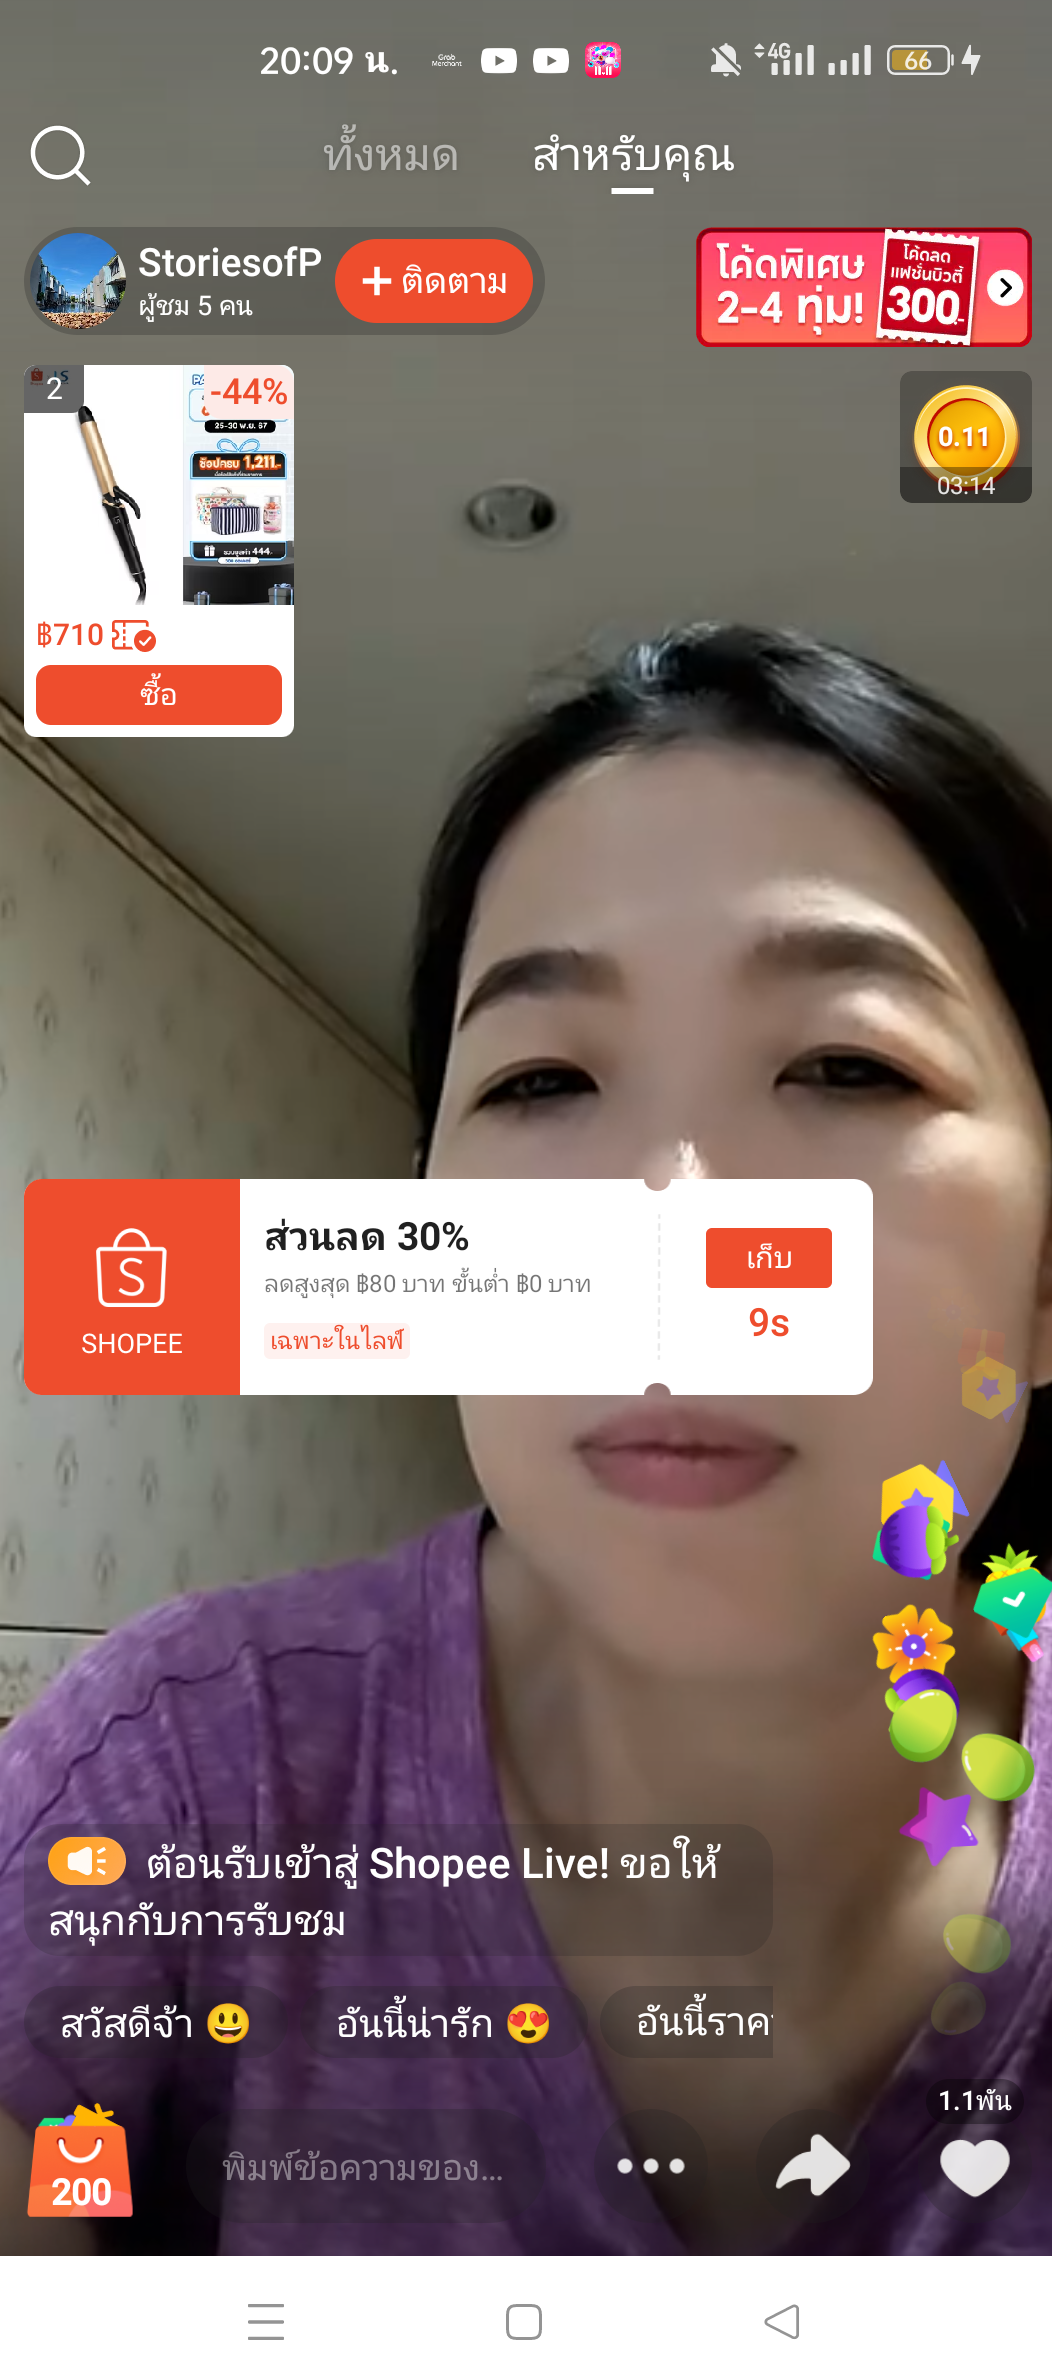 20:09 น.
Grab
Merchant
11.11
4G
66
ทั้งหมด
สำหรับคุณ
StoriesofP
ผู้ชม 5 คน
+ ติดตาม
โค้ดพิเศษ
2-4 ทุ่ม!
โค้ดลด
แฟชั่นบิวตี้
300.-
2
-44%
25-30 พ.ย. 67
ช้อปครบ 1,211.-
444
฿710
ซื้อ
0.11
03:14
SHOPEE
ส่วนลด 30%
ลดสูงสุด ฿80 บาท ขั้นต่ำ ฿0 บาท
เฉพาะในไลฟ์
เก็บ
9s
ต้อนรับเข้าสู่ Shopee Live! ขอให้
สนุกกับการรับชม
สวัสดีจ้า 😃
อันนี้น่ารัก 😍
อันนี้ราคา
200
พิมพ์ข้อความของ...
1.1พัน